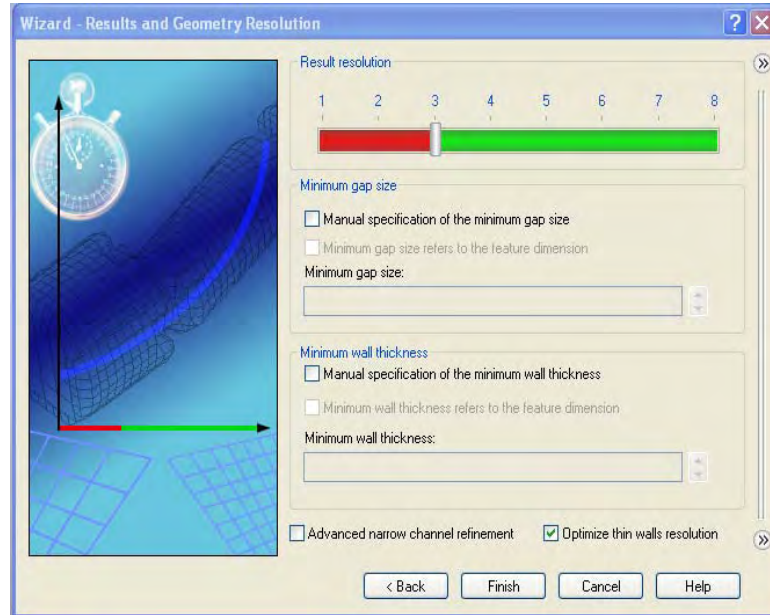 Wizard - Results and Geometry Resolution
Result resolution
1 2 3 4 5 6 7 8
Minimum gap size
Manual specification of the minimum gap size
Minimum gap size refers to the feature dimension
Minimum gap size:
Minimum wall thickness
Manual specification of the minimum wall thickness
Minimum wall thickness refers to the feature dimension
Minimum wall thickness:
Advanced narrow channel refinement Optimize thin walls resolution
< Back Finish Cancel Help